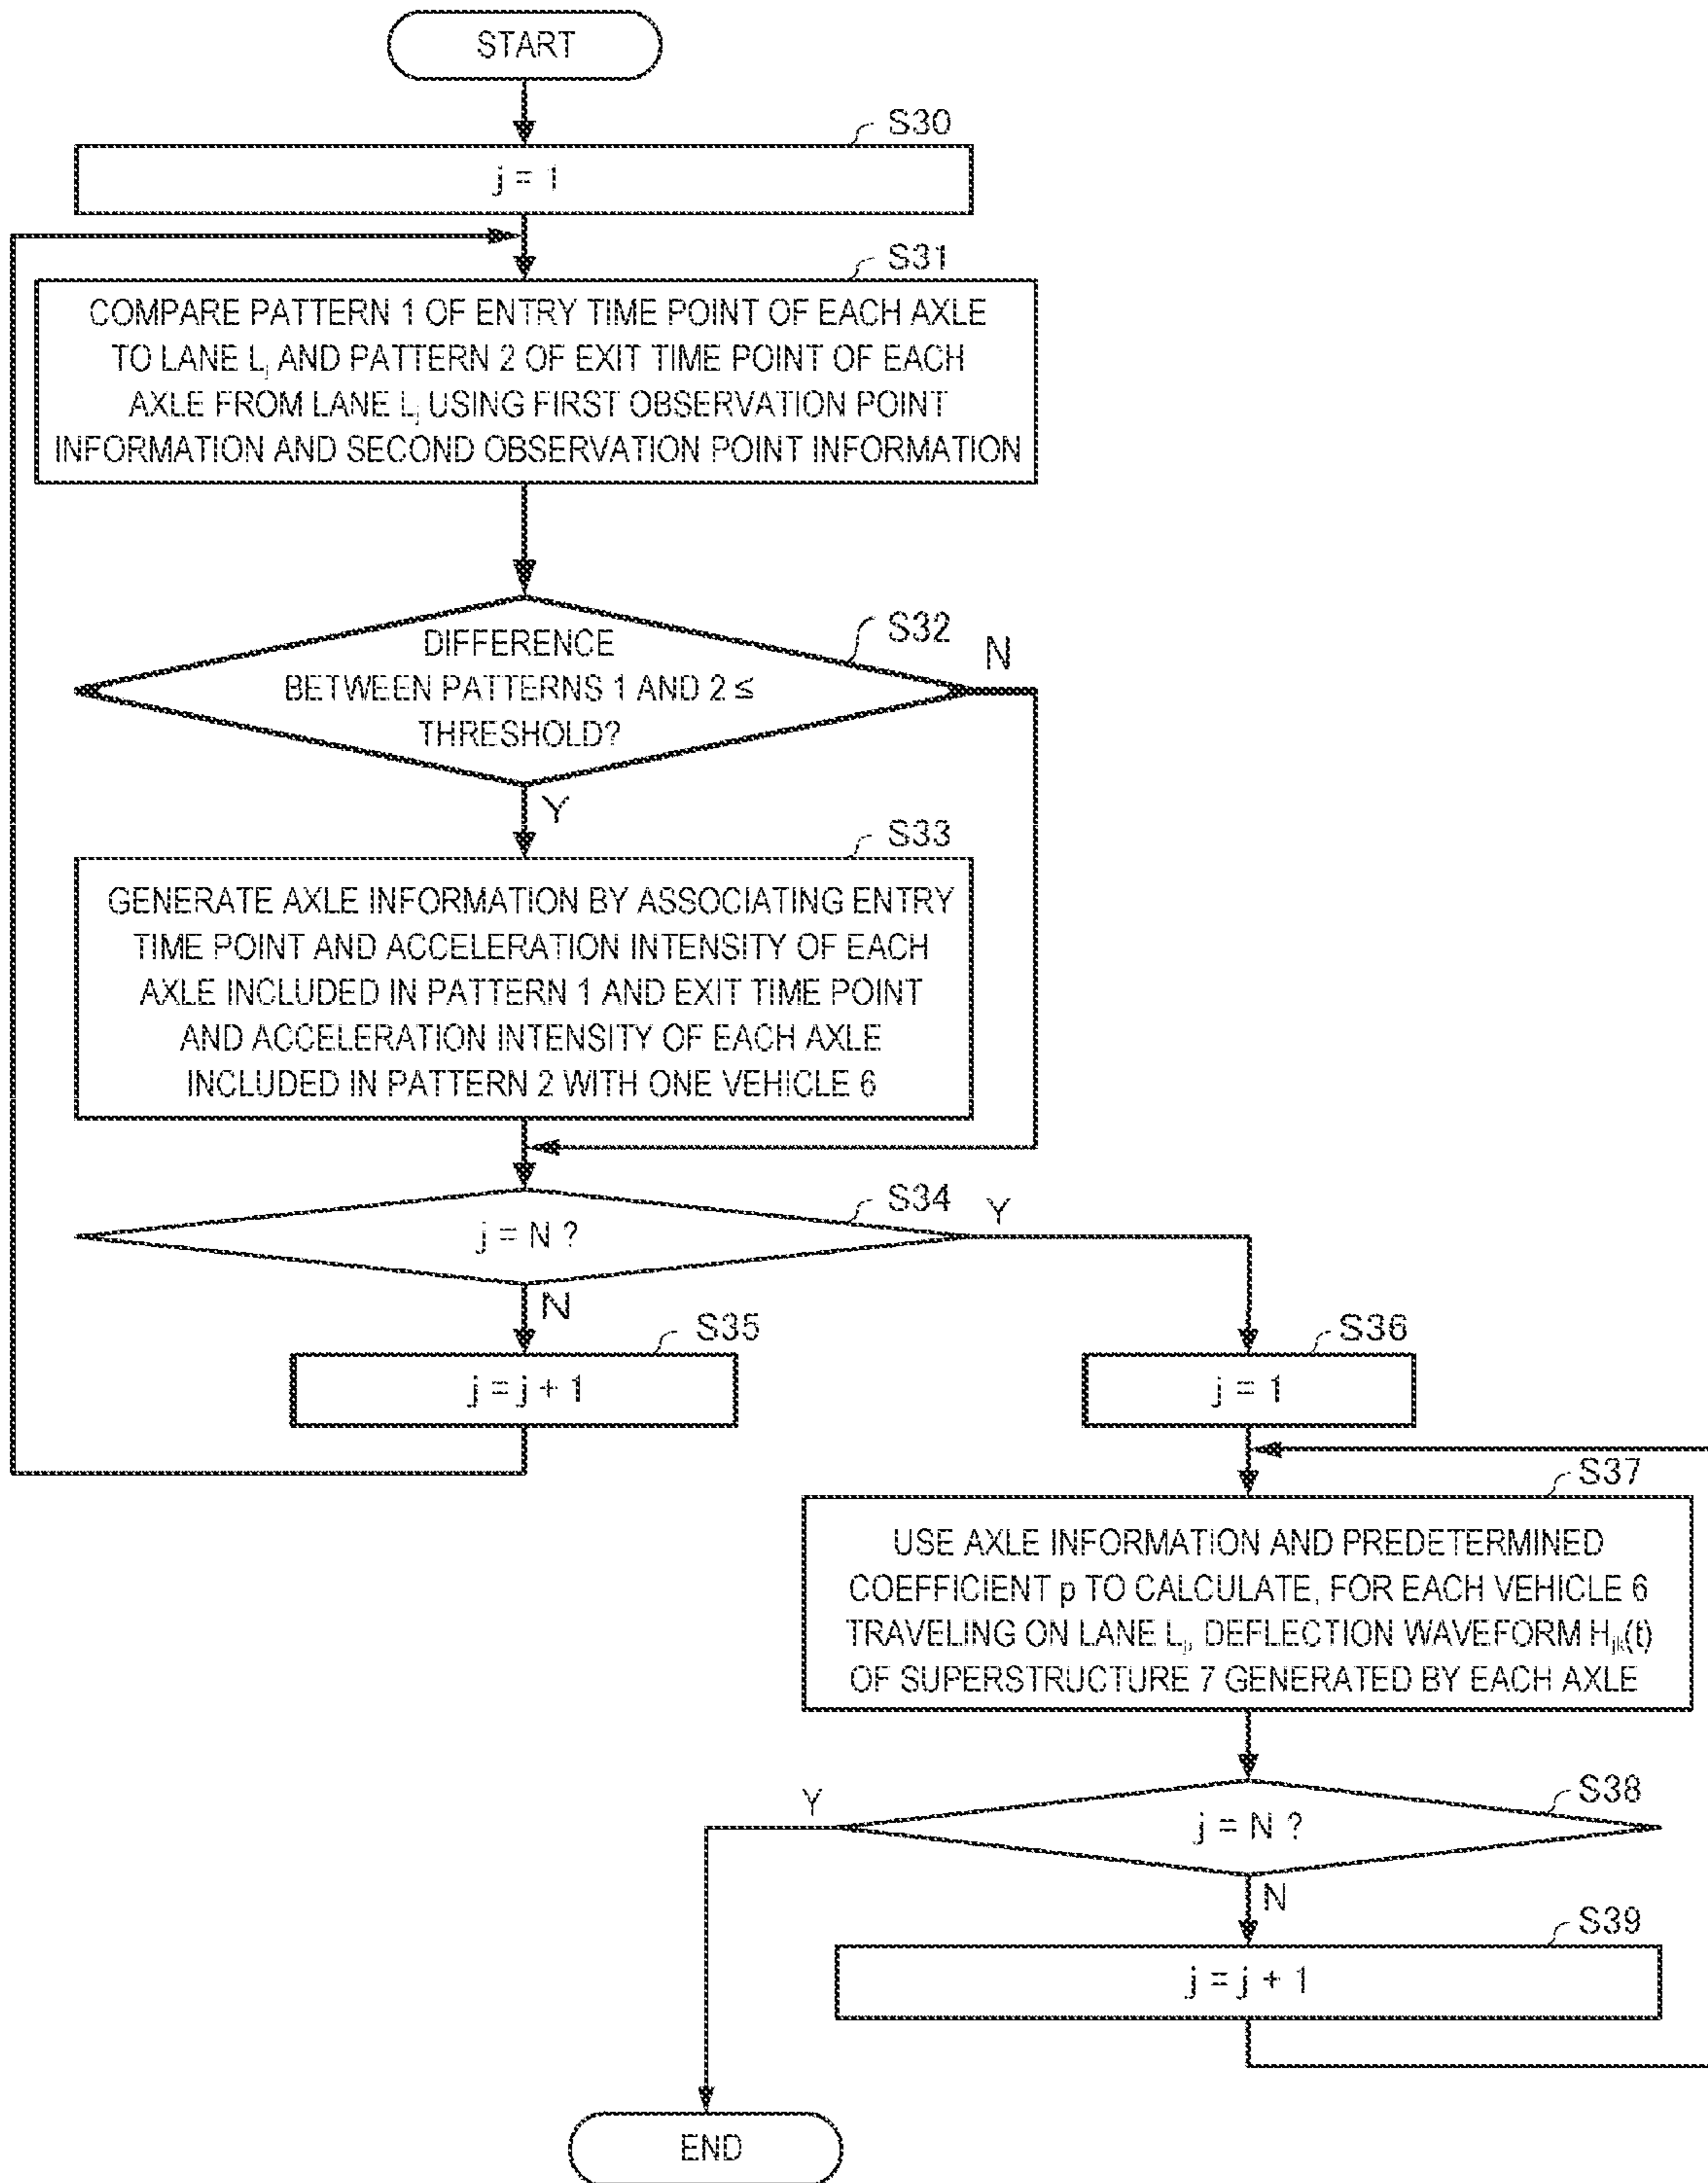 START
S30
j = 1
S31
COMPARE PATTERN 1 OF ENTRY TIME POINT OF EACH AXLE
TO LANE Lj AND PATTERN 2 OF EXIT TIME POINT OF EACH
AXLE FROM LANE Lj USING FIRST OBSERVATION POINT
INFORMATION AND SECOND OBSERVATION POINT INFORMATION
S32
N
DIFFERENCE
BETWEEN PATTERNS 1 AND 2 ≤
THRESHOLD?
Y
S33
GENERATE AXLE INFORMATION BY ASSOCIATING ENTRY
TIME POINT AND ACCELERATION INTENSITY OF EACH
AXLE INCLUDED IN PATTERN 1 AND EXIT TIME POINT
AND ACCELERATION INTENSITY OF EACH AXLE
INCLUDED IN PATTERN 2 WITH ONE VEHICLE 6
S34
Y
j = N ?
N
S35
j = j + 1
S36
j = 1
S37
USE AXLE INFORMATION AND PREDETERMINED
COEFFICIENT p TO CALCULATE, FOR EACH VEHICLE 6
TRAVELING ON LANE Lj, DEFLECTION WAVEFORM Hjk(t)
OF SUPERSTRUCTURE 7 GENERATED BY EACH AXLE
S38
Y
j = N ?
N
S39
j = j + 1
END